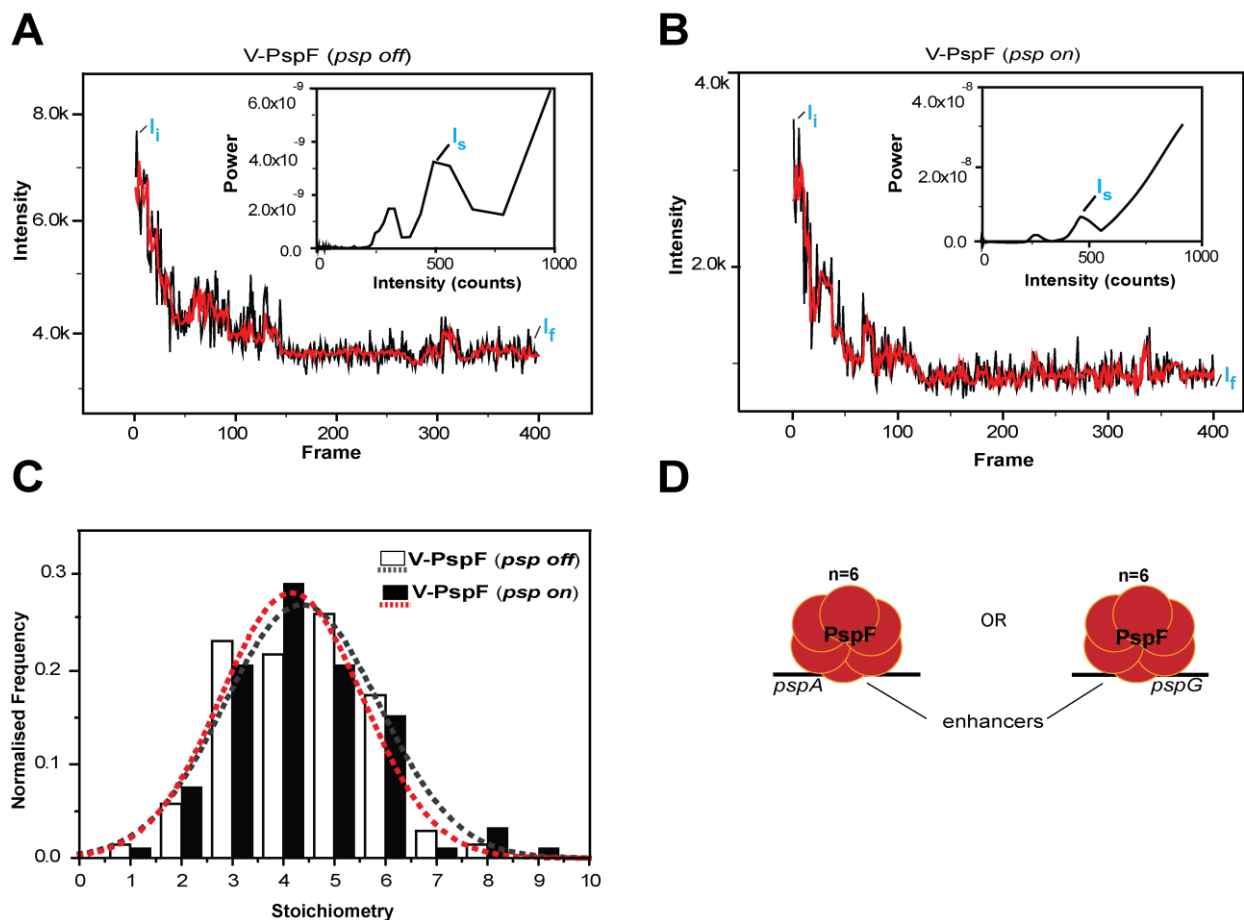 A
V-PspF (psp off)
8.0k
6.0k
4.0k
Intensity
Ii
If
0
100
200
300
400
Frame
6.0x10 -9
4.0x10 -9
2.0x10 -9
0.0
Power
Is
0
500
1000
Intensity (counts)
B
V-PspF (psp on)
4.0k
2.0k
Intensity
Ii
If
0
100
200
300
400
Frame
4.0x10 -8
2.0x10 -8
0.0
Power
Is
0
500
1000
Intensity (counts)
C
V-PspF (psp off)
V-PspF (psp on)
0.3
0.2
0.1
0.0
Normalised Frequency
0 1 2 3 4 5 6 7 8 9 10
Stoichiometry
D
n=6
n=6
PspF
OR
PspF
pspA
pspG
enhancers